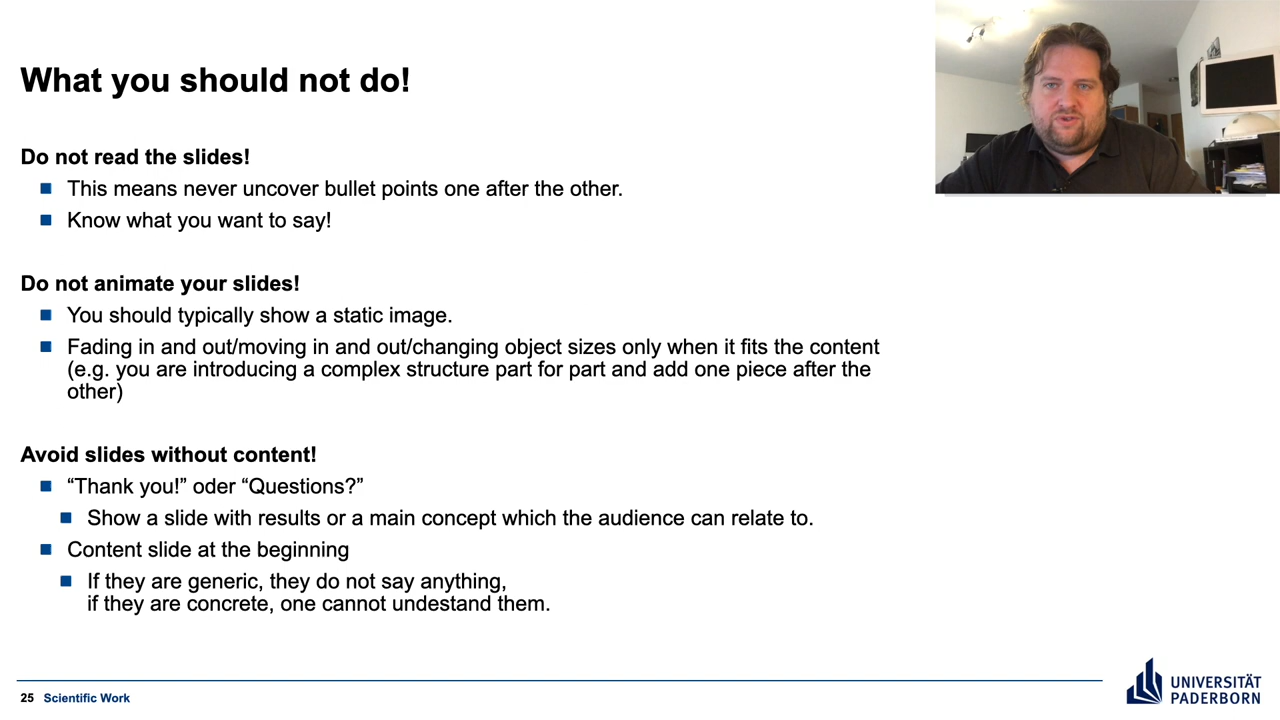 What you should not do!
Do not read the slides!
This means never uncover bullet points one after the other.
Know what you want to say!
Do not animate your slides!
You should typically show a static image.
Fading in and out/moving in and out/changing object sizes only when it fits the content
(e.g. you are introducing a complex structure part for part and add one piece after the
other)
Avoid slides without content!
“Thank you!” oder “Questions?”
Show a slide with results or a main concept which the audience can relate to.
Content slide at the beginning
If they are generic, they do not say anything,
if they are concrete, one cannot undestand them.
25 Scientific Work
UNIVERSITÄT
PADERBORN